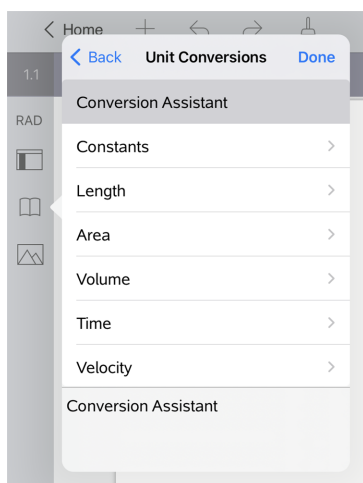 Home
Back Unit Conversions Done
1.1
Conversion Assistant
RAD
Constants
Length
Area
Volume
Time
Velocity
Conversion Assistant